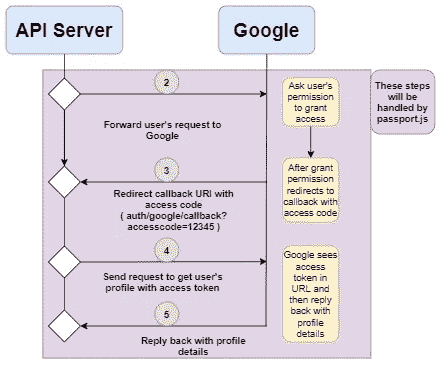 API Server
Google
2
Ask user's
permission
to grant
access
These steps
will be
handled by
passport.js
Forward user's request to
Google
3
Redirect callback URI with
access code
( auth/google/callback?
accesscode=12345 )
After grant
permission
redirects to
callback with
access code
4
Send request to get user's
profile with access token
Google sees
access
token in
URL and
then reply
back with
profile
details
5
Reply back with profile
details